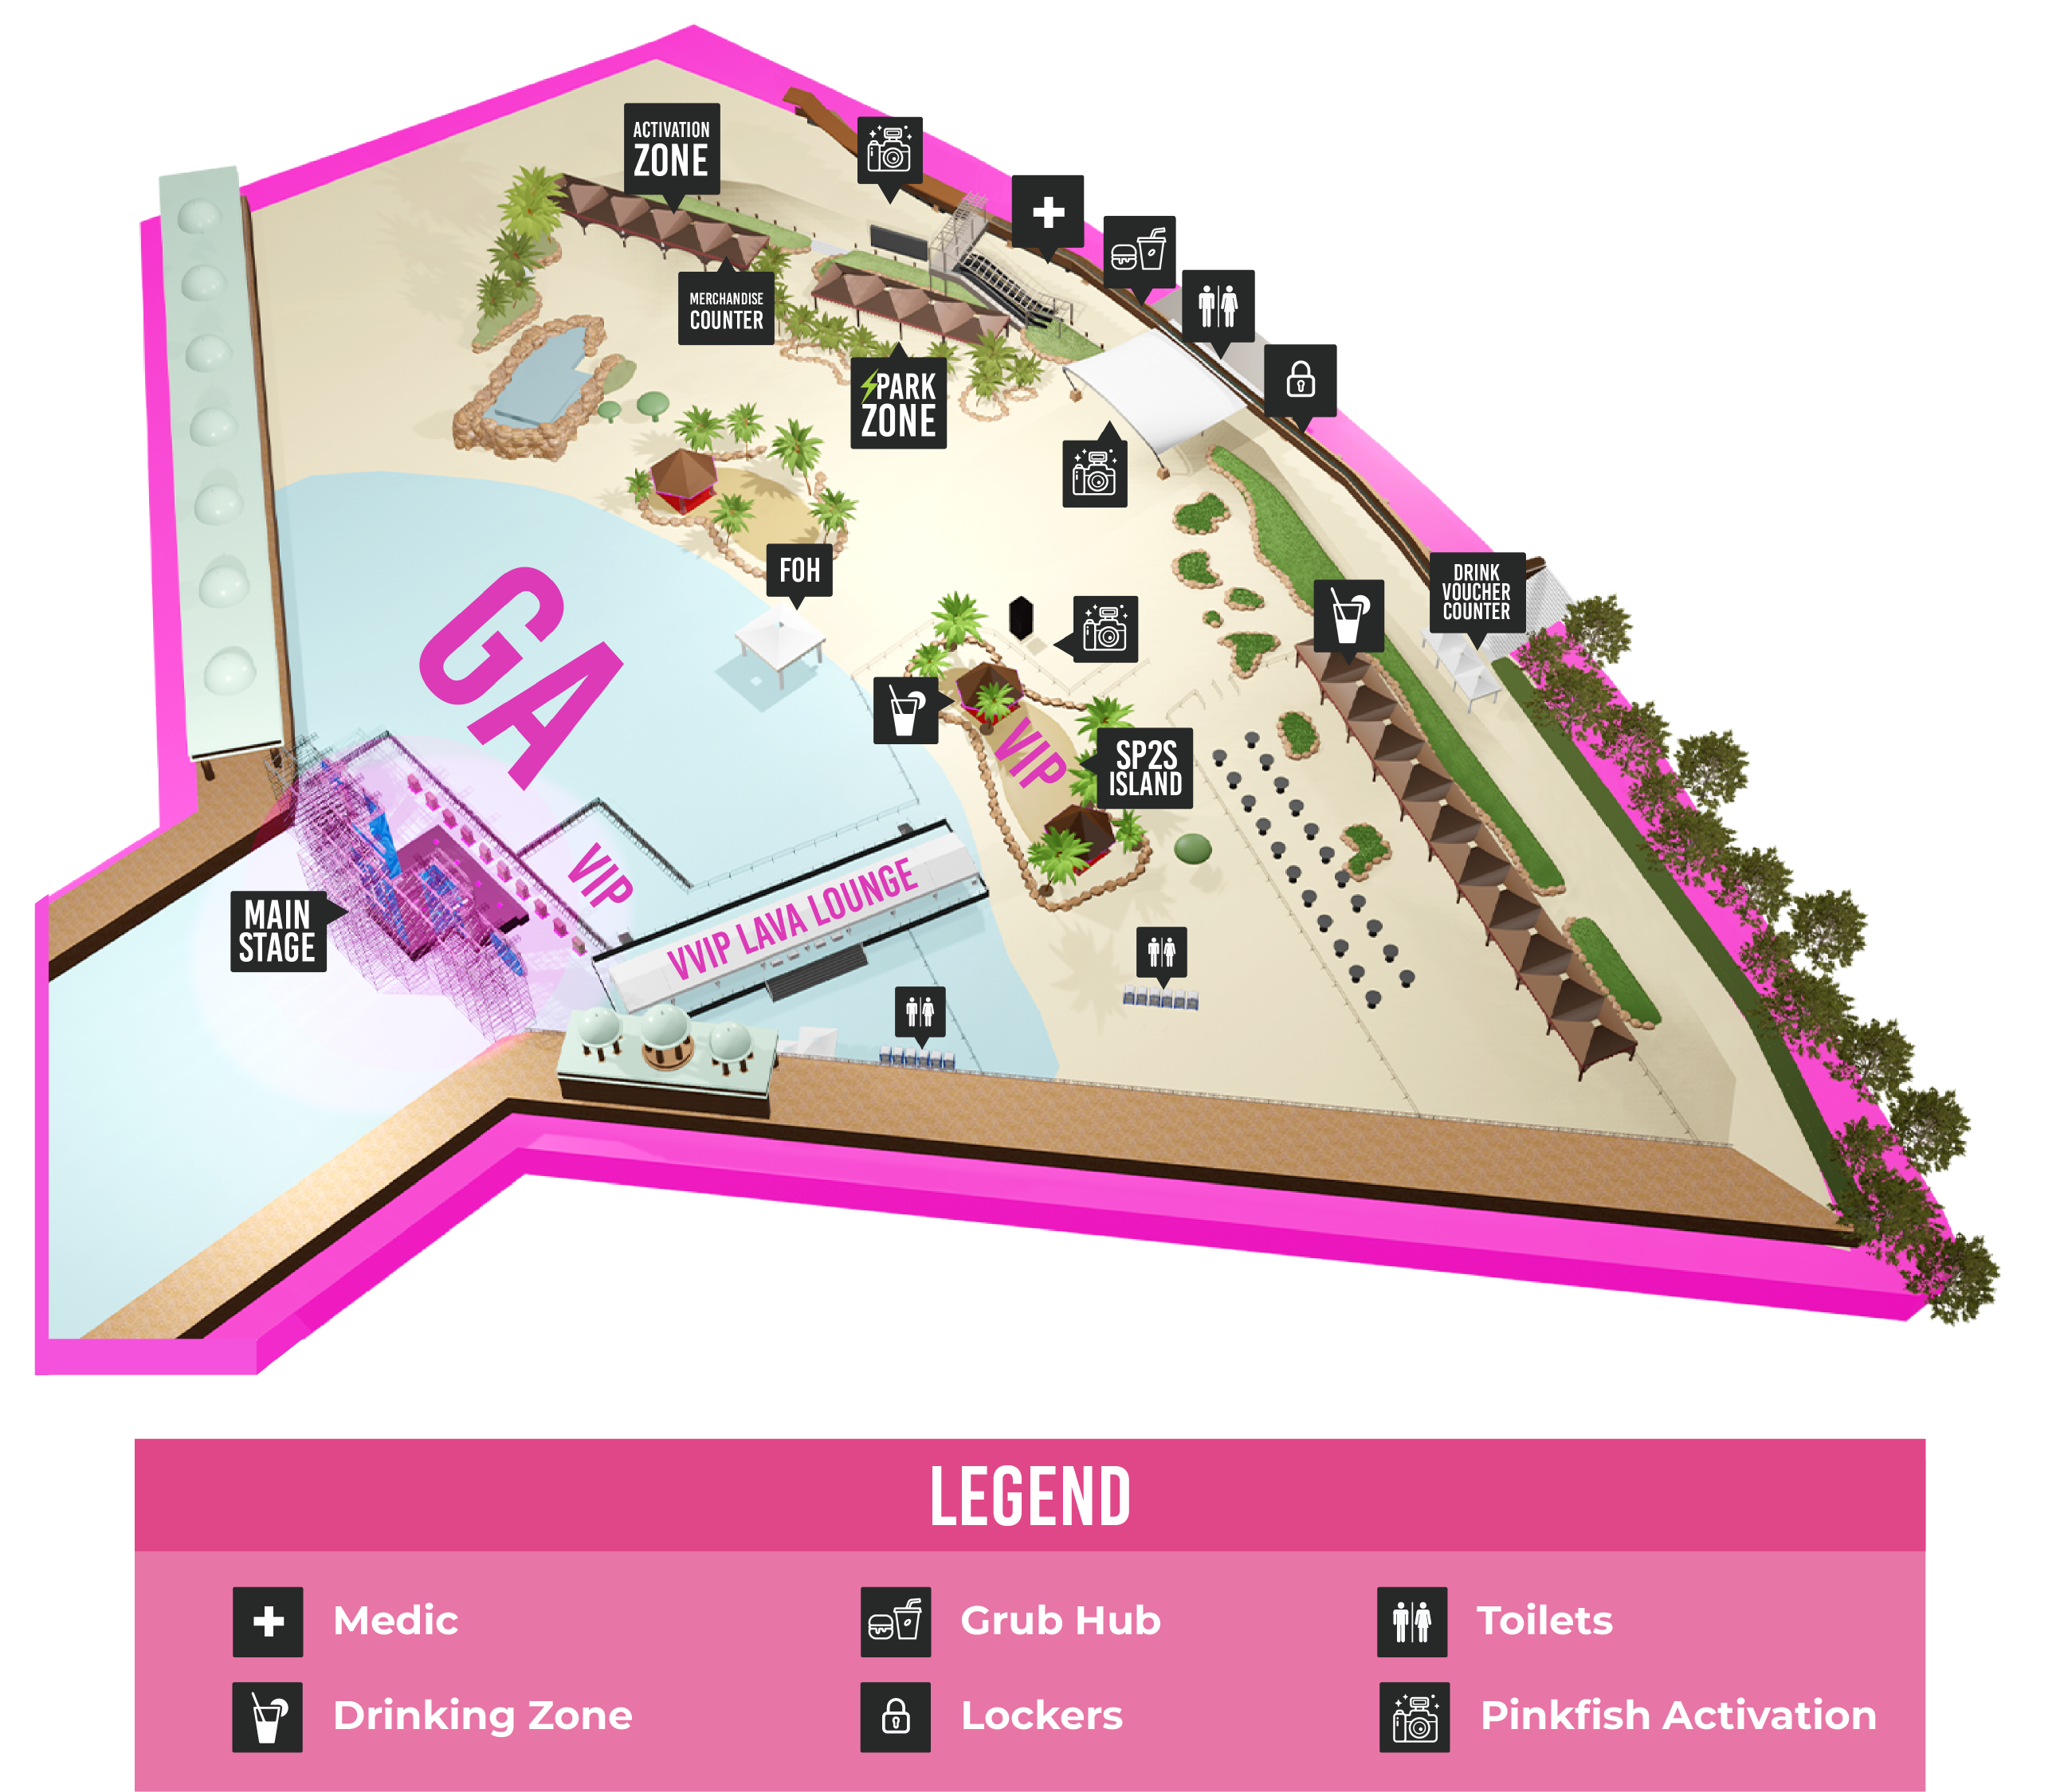 ACTIVATION
ZONE
MERCHANDISE
COUNTER
⚡PARK
ZONE
FOH
DRINK
VOUCHER
COUNTER
GA
VIP
SP2S
ISLAND
VIP
VVIP LAVA LOUNGE
MAIN
STAGE
LEGEND
Medic
Grub Hub
Toilets
Drinking Zone
Lockers
Pinkfish Activation